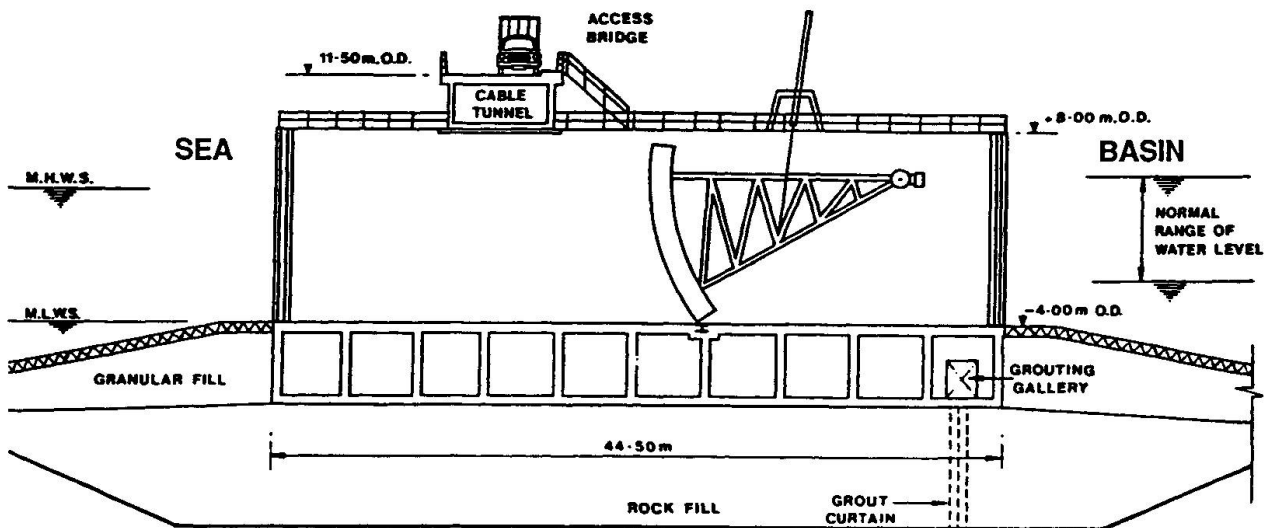 ACCESS
BRIDGE
11·50m.O.D.
CABLE
TUNNEL
+8·00 m.O.D.
SEA
BASIN
M.H.W.S.
NORMAL
RANGE OF
WATER LEVEL
M.L.W.S.
-4·00m O.D.
GRANULAR FILL
GROUTING
GALLERY
44·50m
ROCK FILL
GROUT
CURTAIN